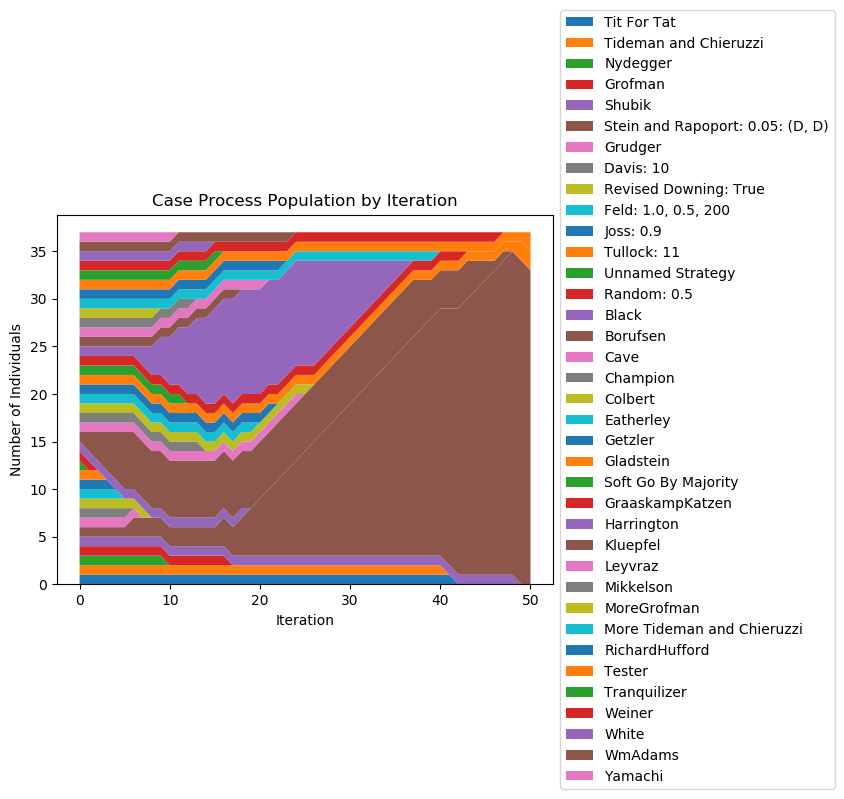 Case Process Population by Iteration
Number of Individuals
35
30
25
20
15
10
5
0
0 10 20 30 40 50
Iteration
Tit For Tat
Tideman and Chieruzzi
Nydegger
Grofman
Shubik
Stein and Rapoport: 0.05: (D, D)
Grudger
Davis: 10
Revised Downing: True
Feld: 1.0, 0.5, 200
Joss: 0.9
Tullock: 11
Unnamed Strategy
Random: 0.5
Black
Borufsen
Cave
Champion
Colbert
Eatherley
Getzler
Gladstein
Soft Go By Majority
GraaskampKatzen
Harrington
Kluepfel
Leyvraz
Mikkelson
MoreGrofman
More Tideman and Chieruzzi
RichardHufford
Tester
Tranquilizer
Weiner
White
WmAdams
Yamachi